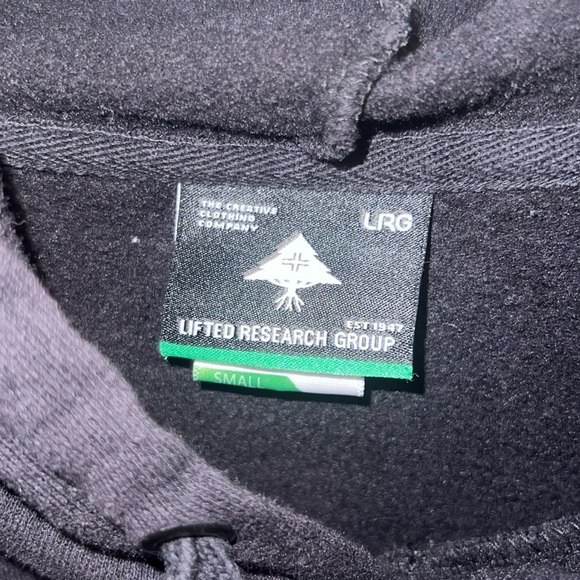 THE CREATIVE
CLOTHING
COMPANY
LRG
EST 1947
LIFTED RESEARCH GROUP
SMALL